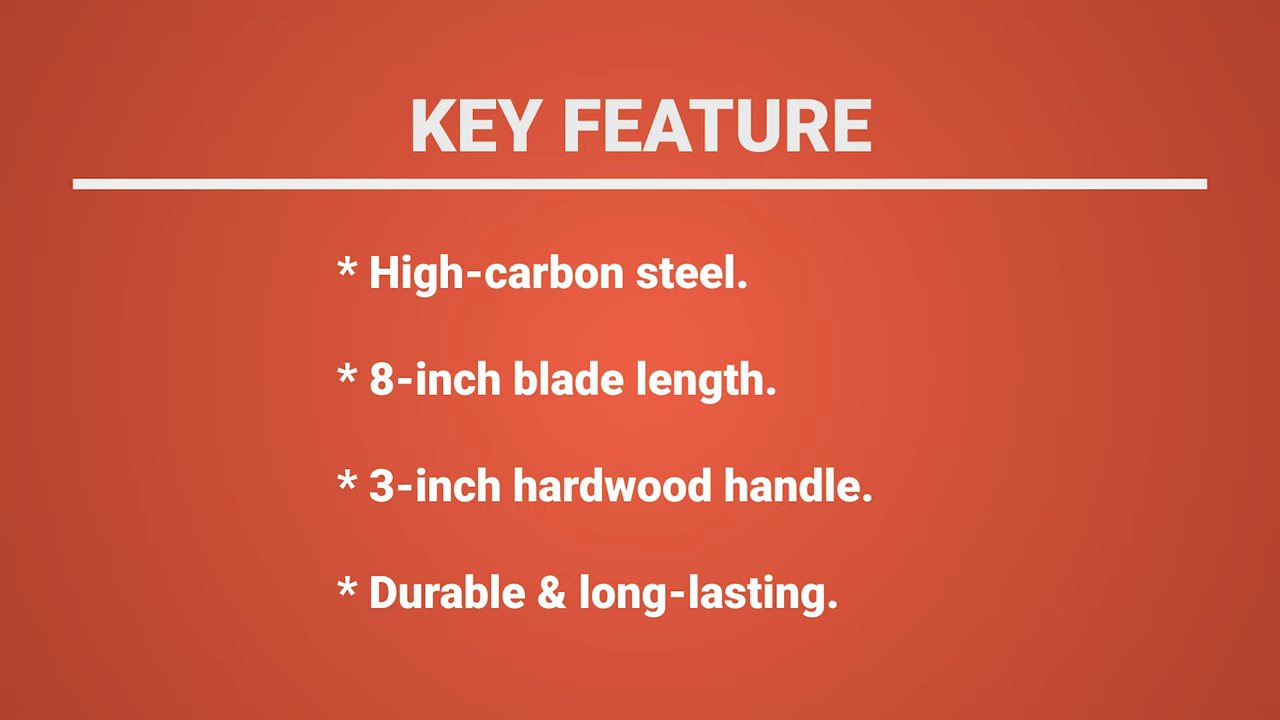 KEY FEATURE
* High-carbon steel.
* 8-inch blade length.
* 3-inch hardwood handle.
* Durable & long-lasting.